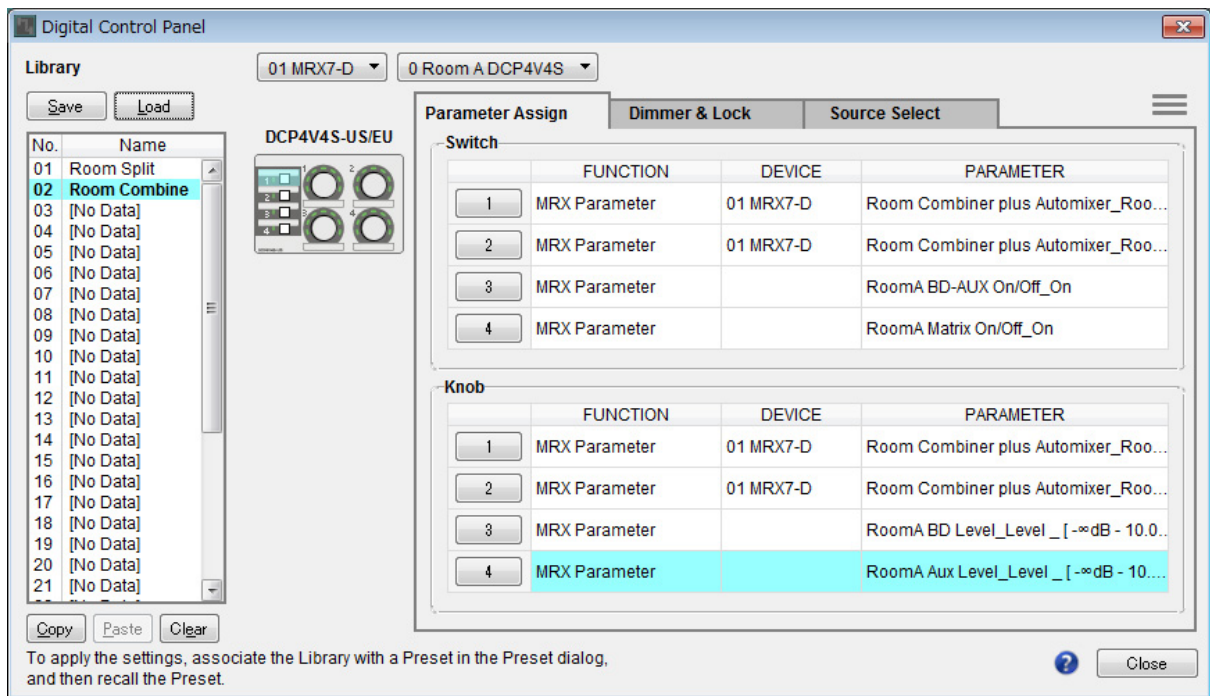 Digital Control Panel
Library
01 MRX7-D
0 Room A DCP4V4S
Save
Load
Parameter Assign
Dimmer & Lock
Source Select
No. Name
01 Room Split
02 Room Combine
03 [No Data]
04 [No Data]
05 [No Data]
06 [No Data]
07 [No Data]
08 [No Data]
09 [No Data]
10 [No Data]
11 [No Data]
12 [No Data]
13 [No Data]
14 [No Data]
15 [No Data]
16 [No Data]
17 [No Data]
18 [No Data]
19 [No Data]
20 [No Data]
21 [No Data]
Copy
Paste
Clear
DCP4V4S-US/EU
1 2
1
2
3
4
3 4
Switch
FUNCTION DEVICE PARAMETER
1 MRX Parameter 01 MRX7-D Room Combiner plus Automixer_Roo...
2 MRX Parameter 01 MRX7-D Room Combiner plus Automixer_Roo...
3 MRX Parameter RoomA BD-AUX On/Off_On
4 MRX Parameter RoomA Matrix On/Off_On
Knob
FUNCTION DEVICE PARAMETER
1 MRX Parameter 01 MRX7-D Room Combiner plus Automixer_Roo...
2 MRX Parameter 01 MRX7-D Room Combiner plus Automixer_Roo...
3 MRX Parameter RoomA BD Level_Level _ [ -∞dB - 10.0..
4 MRX Parameter RoomA Aux Level_Level _ [ -∞dB - 10....
To apply the settings, associate the Library with a Preset in the Preset dialog,
and then recall the Preset.
?
Close